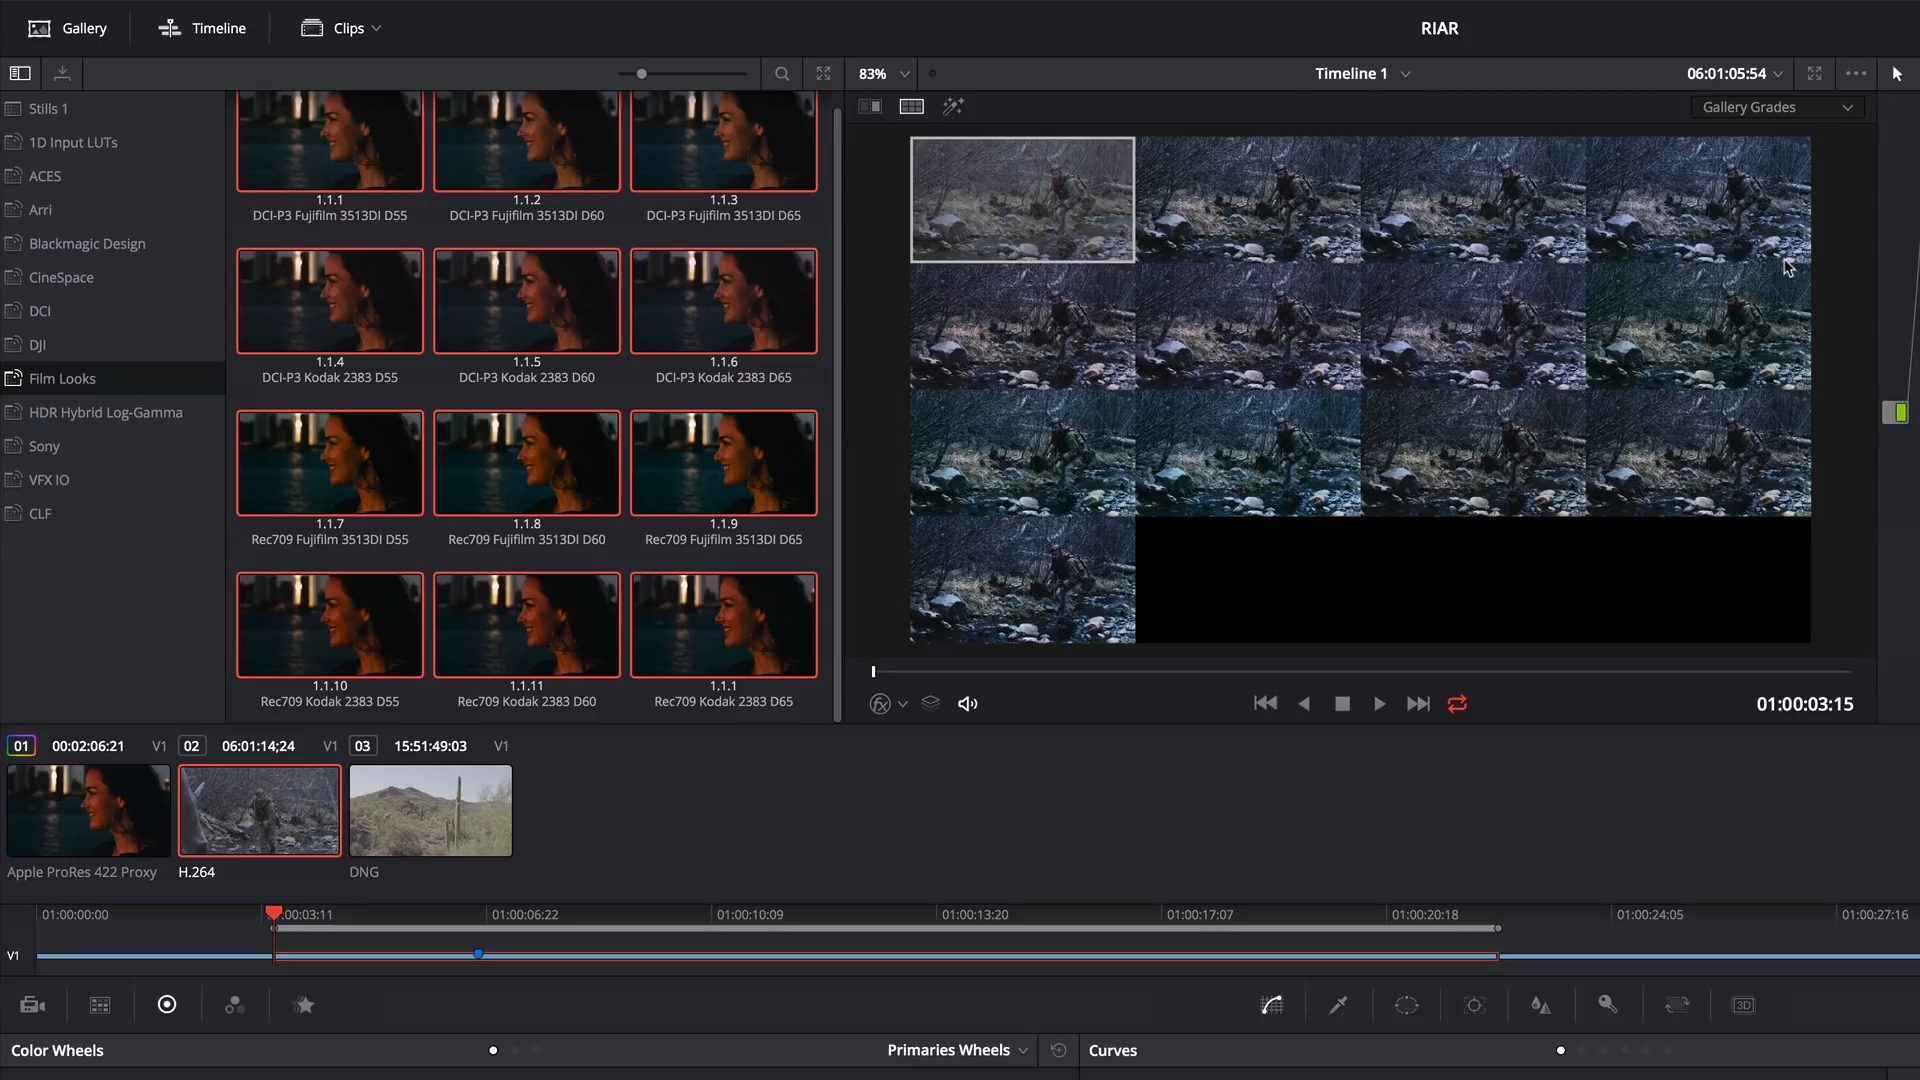 Gallery
Timeline
Clips
RIAR
83%
Timeline 1
06:01:05:54
Gallery Grades
Stills 1
1D Input LUTs
ACES
Arri
Blackmagic Design
CineSpace
DCI
DJI
Film Looks
HDR Hybrid Log-Gamma
Sony
VFX IO
CLF
1.1.1
DCI-P3 Fujifilm 3513DI D55
1.1.2
DCI-P3 Fujifilm 3513DI D60
1.1.3
DCI-P3 Fujifilm 3513DI D65
1.1.4
DCI-P3 Kodak 2383 D55
1.1.5
DCI-P3 Kodak 2383 D60
1.1.6
DCI-P3 Kodak 2383 D65
1.1.7
Rec709 Fujifilm 3513DI D55
1.1.8
Rec709 Fujifilm 3513DI D60
1.1.9
Rec709 Fujifilm 3513DI D65
1.1.10
Rec709 Kodak 2383 D55
1.1.11
Rec709 Kodak 2383 D60
1.1.1
Rec709 Kodak 2383 D65
fx
01:00:03:15
01 00:02:06:21 V1
02 06:01:14;24 V1
03 15:51:49:03 V1
Apple ProRes 422 Proxy
H.264
DNG
01:00:00:00
:00:03:11
01:00:06:22
01:00:10:09
01:00:13:20
01:00:17:07
01:00:20:18
01:00:24:05
01:00:27:16
V1
3D
Color Wheels
Primaries Wheels
Curves